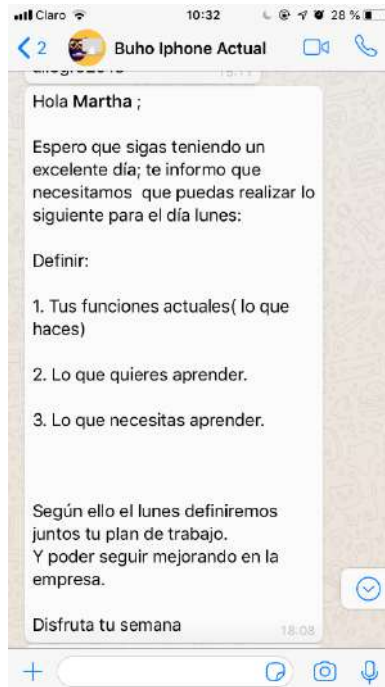 Claro 10:32 28 %
2 Buho Iphone Actual
15:11
Hola Martha ;
Espero que sigas teniendo un
excelente día; te informo que
necesitamos que puedas realizar lo
siguiente para el día lunes:
Definir:
1. Tus funciones actuales( lo que
haces)
2. Lo que quieres aprender.
3. Lo que necesitas aprender.
Según ello el lunes definiremos
juntos tu plan de trabajo.
Y poder seguir mejorando en la
empresa.
Disfruta tu semana
18:08